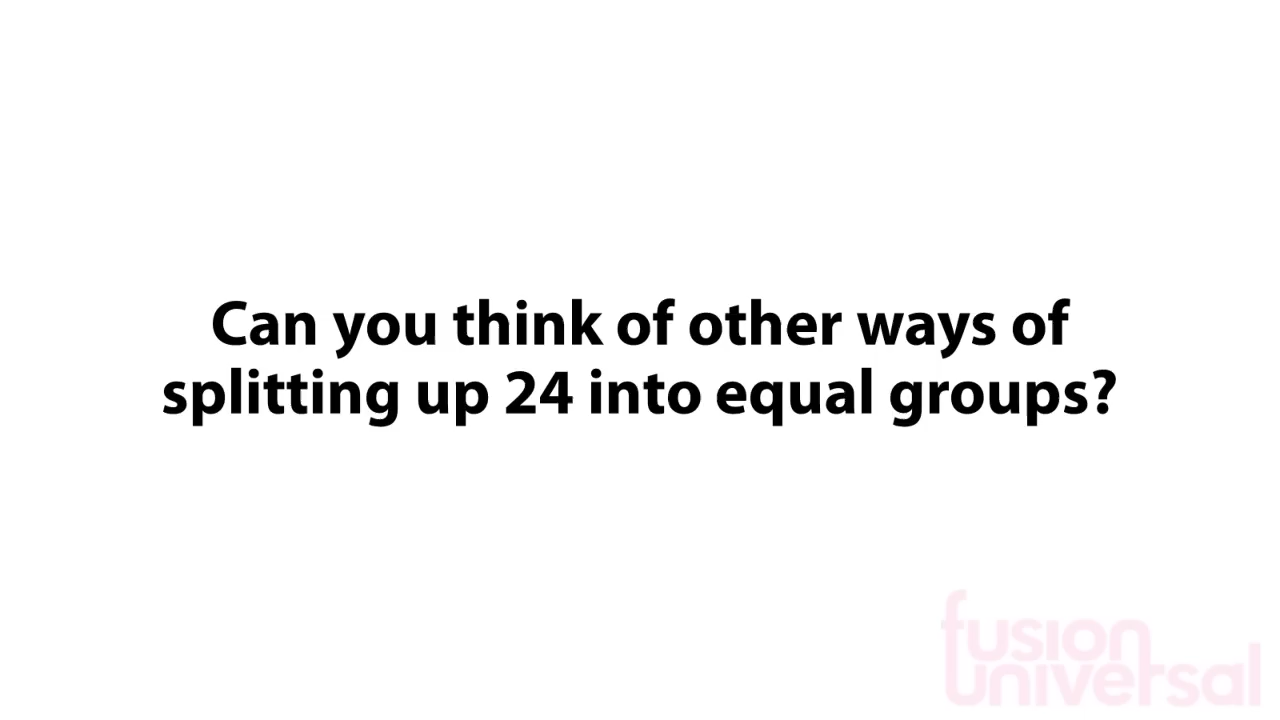 Can you think of other ways of
splitting up 24 into equal groups?
fusion
universal